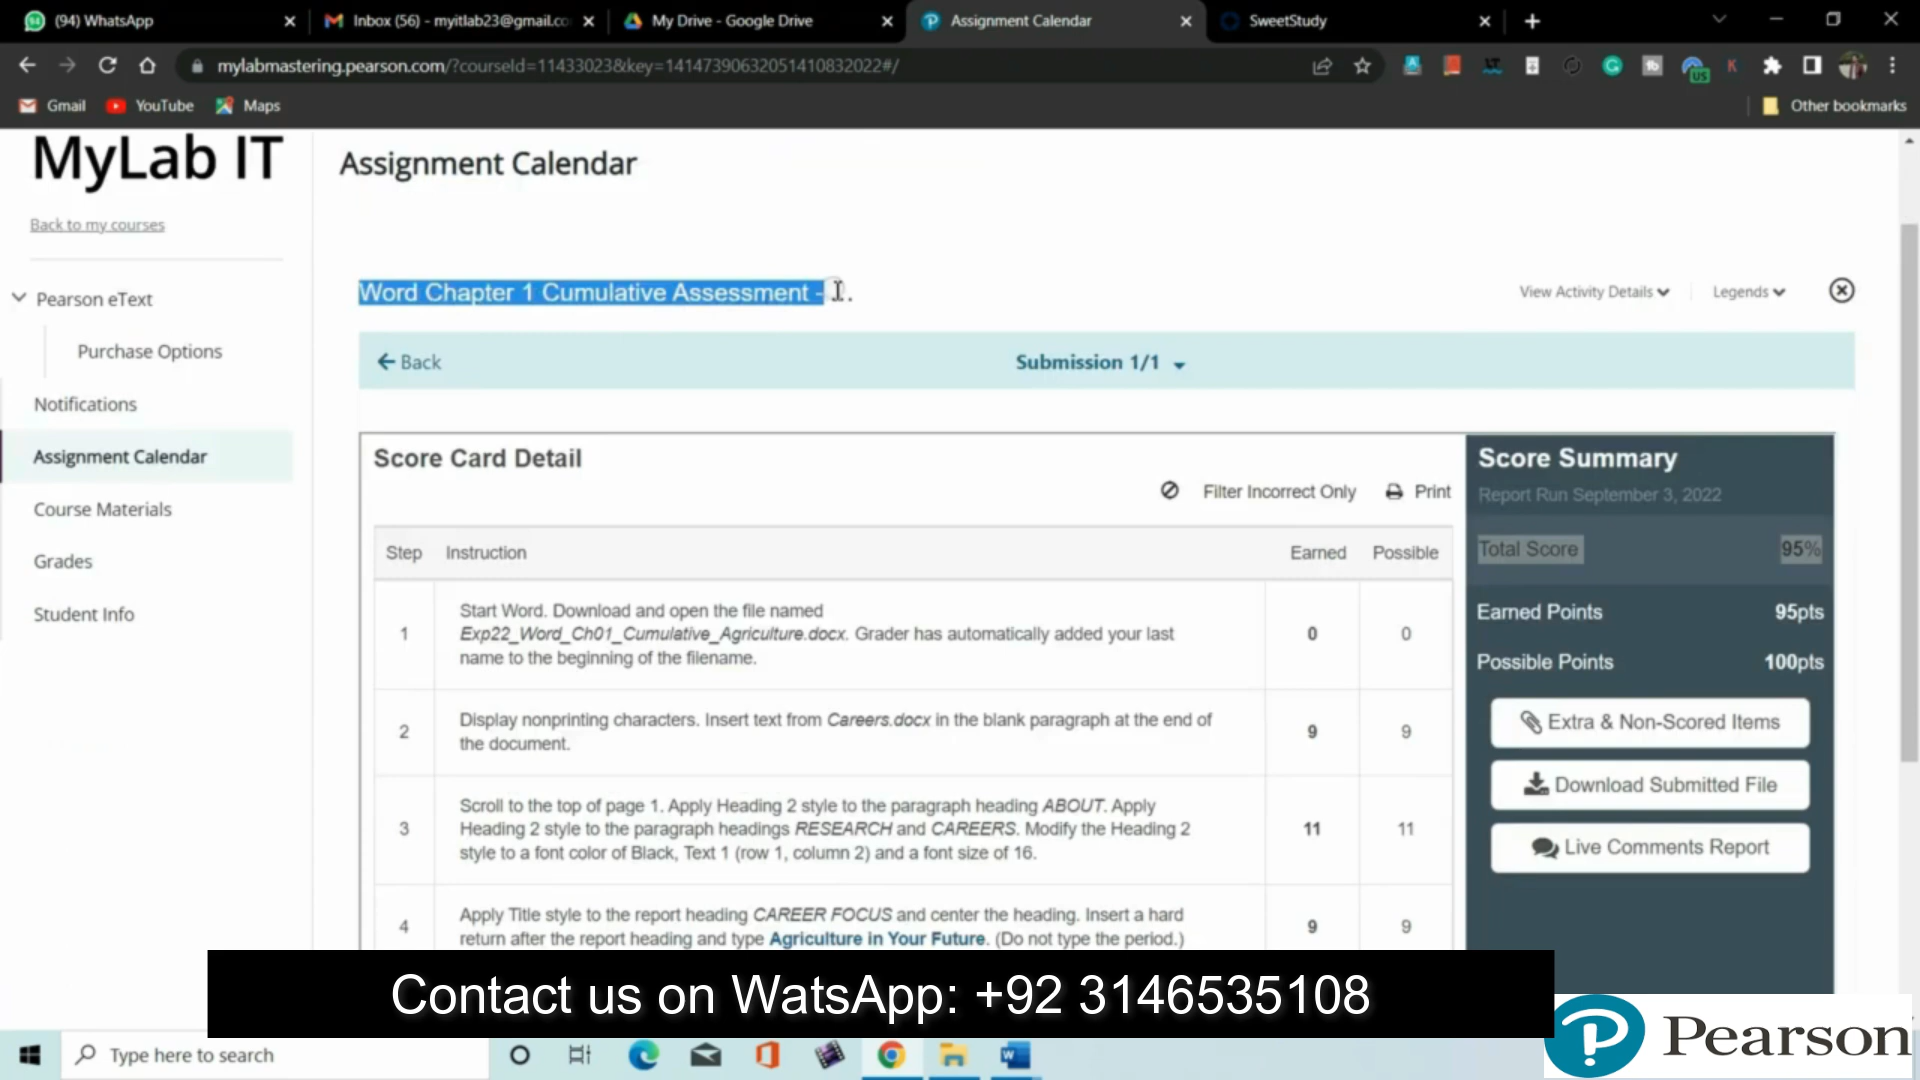 (94) WhatsApp
Inbox (56) - myitlab23@gmail.co
My Drive - Google Drive
Assignment Calendar
SweetStudy
mylabmastering.pearson.com/?courseId=11433023&key=14147390632051410832022#/
US
K
Gmail
YouTube
Maps
Other bookmarks
MyLab IT
Assignment Calendar
Back to my courses
Word Chapter 1 Cumulative Assessment -
View Activity Details
Legends
Pearson eText
Purchase Options
Back
Submission 1/1
Notifications
Assignment Calendar
Course Materials
Grades
Student Info
Score Card Detail
Filter Incorrect Only
Print
Step Instruction Earned Possible
1 Start Word. Download and open the file named
Exp22_Word_Ch01_Cumulative_Agriculture.docx. Grader has automatically added your last
name to the beginning of the filename.
0 0
2 Display nonprinting characters. Insert text from Careers.docx in the blank paragraph at the end of
the document.
9 9
3 Scroll to the top of page 1. Apply Heading 2 style to the paragraph heading ABOUT. Apply
Heading 2 style to the paragraph headings RESEARCH and CAREERS. Modify the Heading 2
style to a font color of Black, Text 1 (row 1, column 2) and a font size of 16.
11 11
4 Apply Title style to the report heading CAREER FOCUS and center the heading. Insert a hard
return after the report heading and type Agriculture in Your Future. (Do not type the period.)
9 9
Score Summary
Report Run September 3, 2022
Total Score 95%
Earned Points 95pts
Possible Points 100pts
Extra & Non-Scored Items
Download Submitted File
Live Comments Report
Contact us on WatsApp: +92 3146535108
Pearson
Type here to search